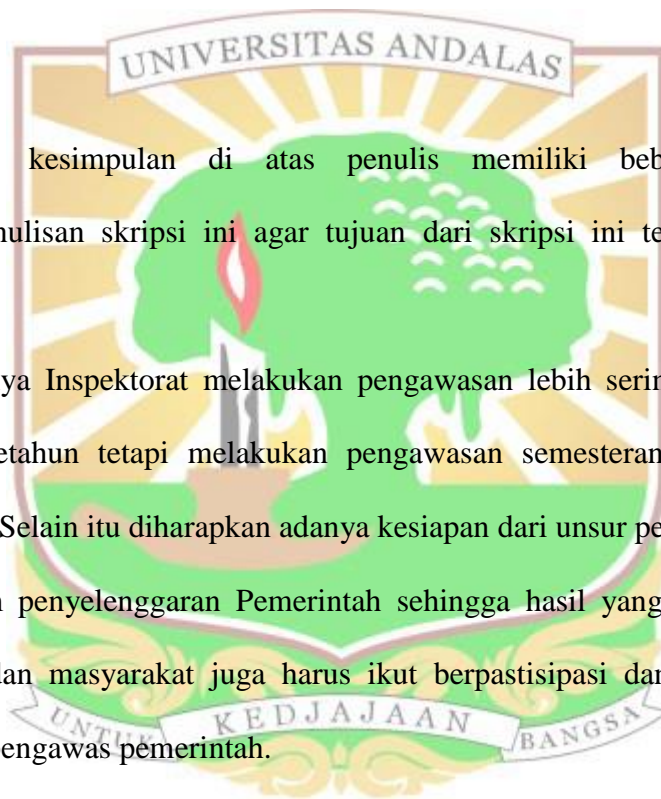 UNIVERSITAS ANDALAS
kesimpulan di atas penulis memiliki beb
nulisan skripsi ini agar tujuan dari skripsi ini te
ya Inspektorat melakukan pengawasan lebih serin
etahun tetapi melakukan pengawasan semesteran
Selain itu diharapkan adanya kesiapan dari unsur pe
penyelenggaran Pemerintah sehingga hasil yang
dan masyarakat juga harus ikut berpastisipasi dan
pengawas pemerintah.
UNTUK KEDJAJAAN BANGSA